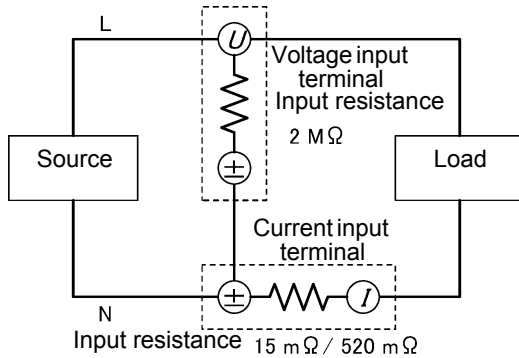 L
U
Voltage input
terminal
Input resistance
2 MΩ
Source
Load
±
Current input
terminal
N
±
I
Input resistance 15 mΩ / 520 mΩ